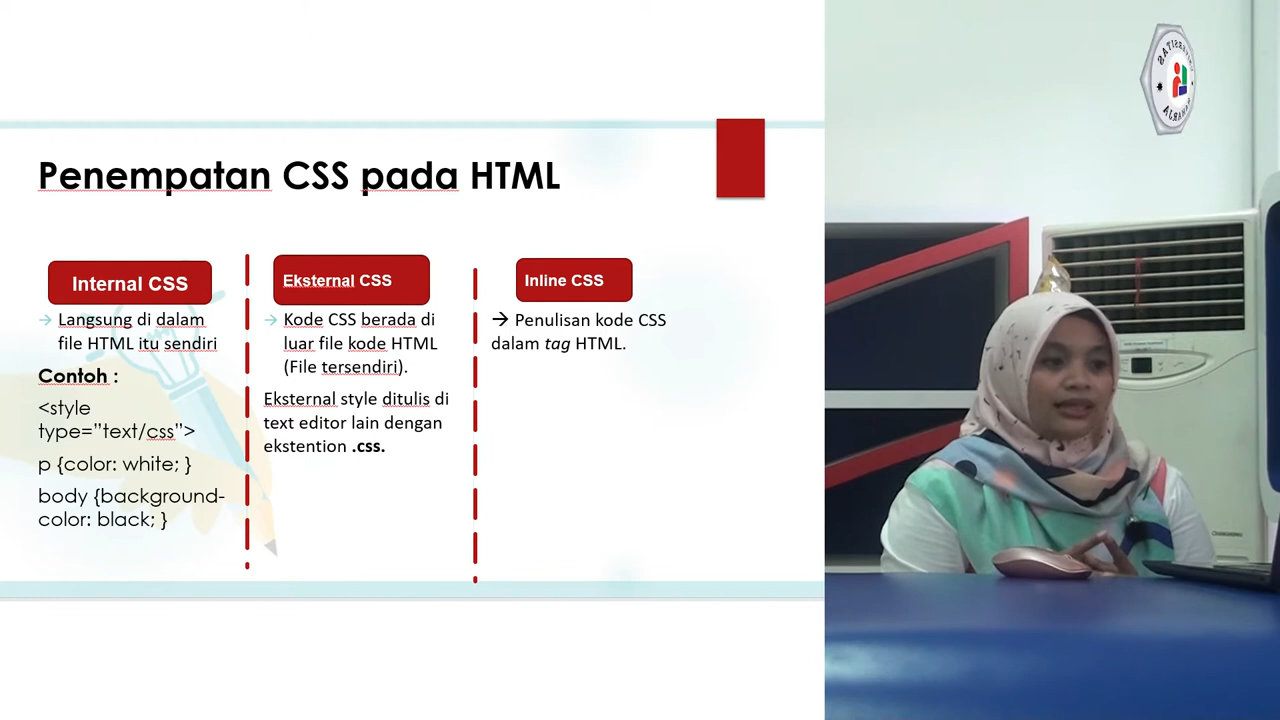 Penempatan CSS pada HTML
Internal CSS
Langsung di dalam
file HTML itu sendiri
Contoh :
<style
type=”text/css”>
p {color: white; }
body {background-
color: black; }
Eksternal CSS
Kode CSS berada di
luar file kode HTML
(File tersendiri).
Eksternal style ditulis di
text editor lain dengan
ekstention .css.
Inline CSS
→ Penulisan kode CSS
dalam tag HTML.